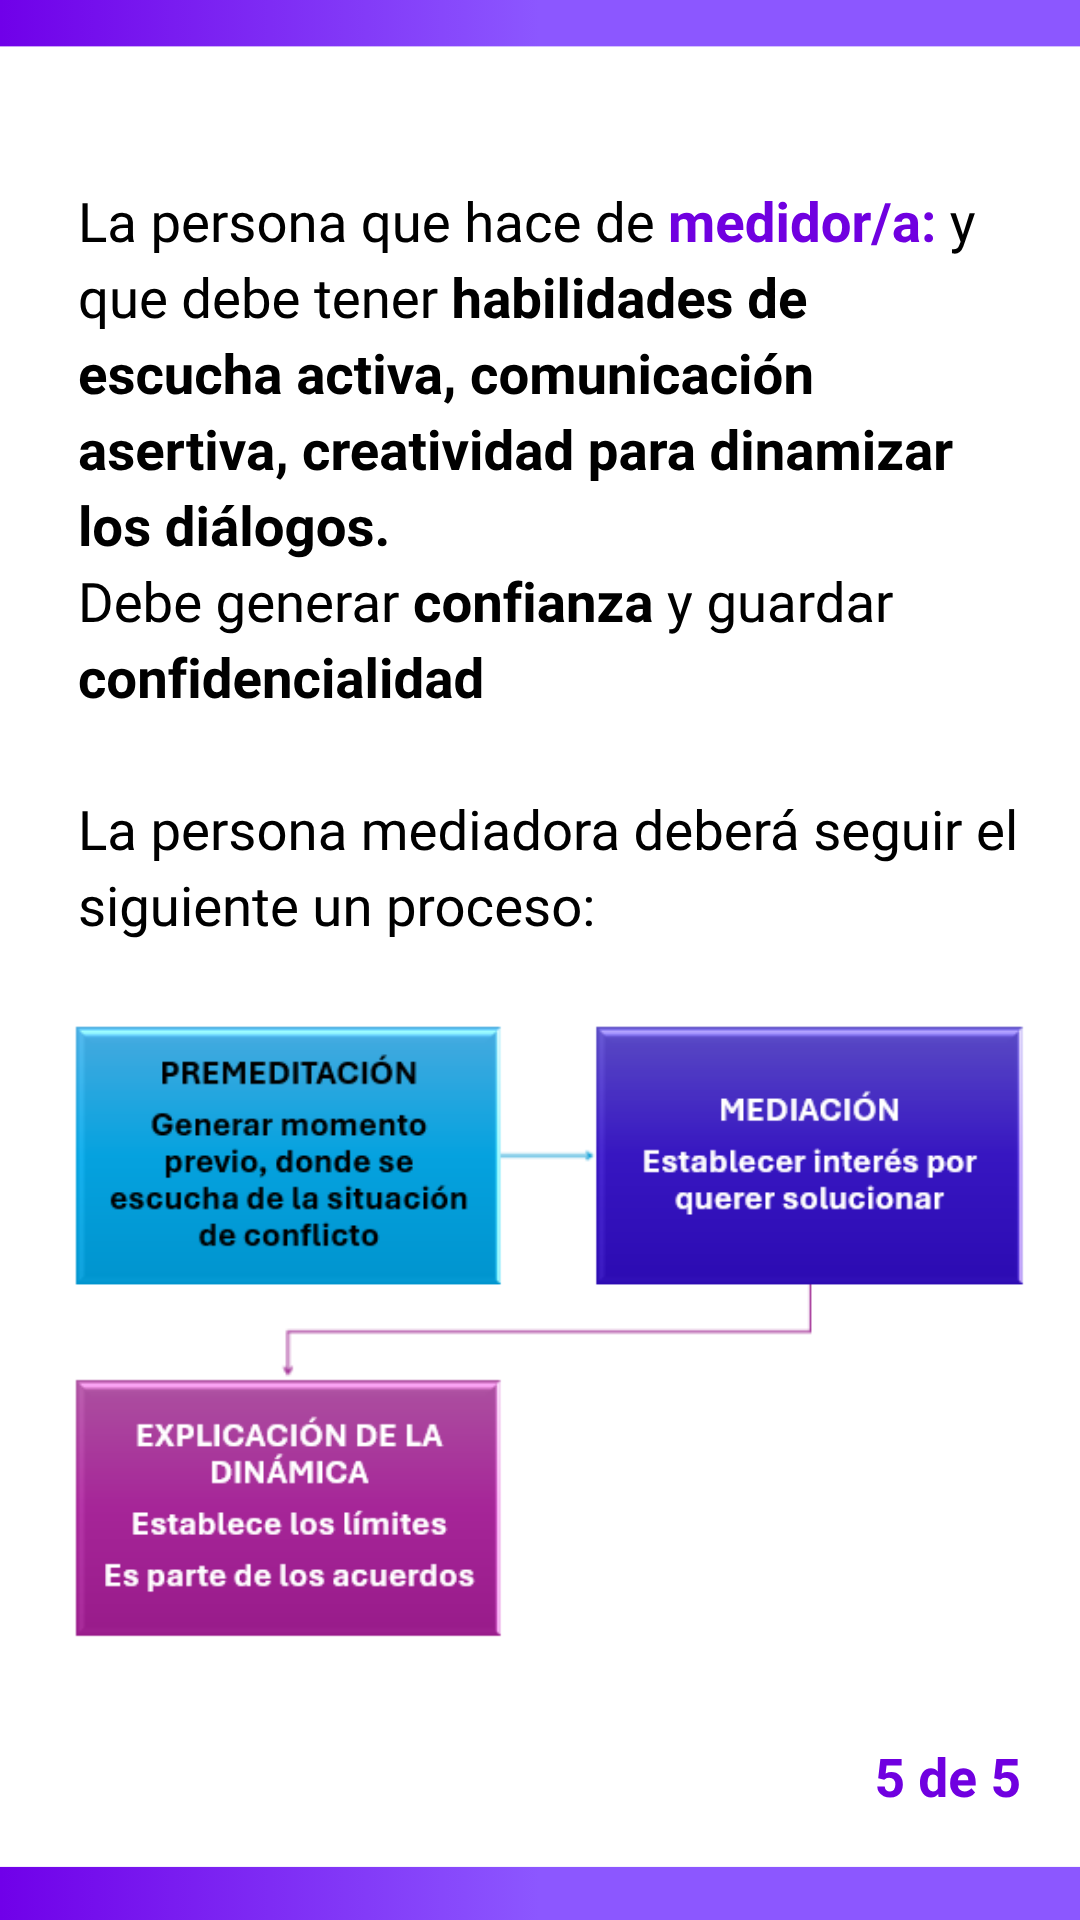 La persona que hace de medidor/a: y
que debe tener habilidades de
escucha activa, comunicación
asertiva, creatividad para dinamizar
los diálogos.
Debe generar confianza y guardar
confidencialidad
La persona mediadora deberá seguir el
siguiente un proceso:
PREMEDITACIÓN
Generar momento
previo, donde se
escucha de la situación
de conflicto
MEDIACIÓN
Establecer interés por
querer solucionar
EXPLICACIÓN DE LA
DINÁMICA
Establece los límites
Es parte de los acuerdos
5 de 5